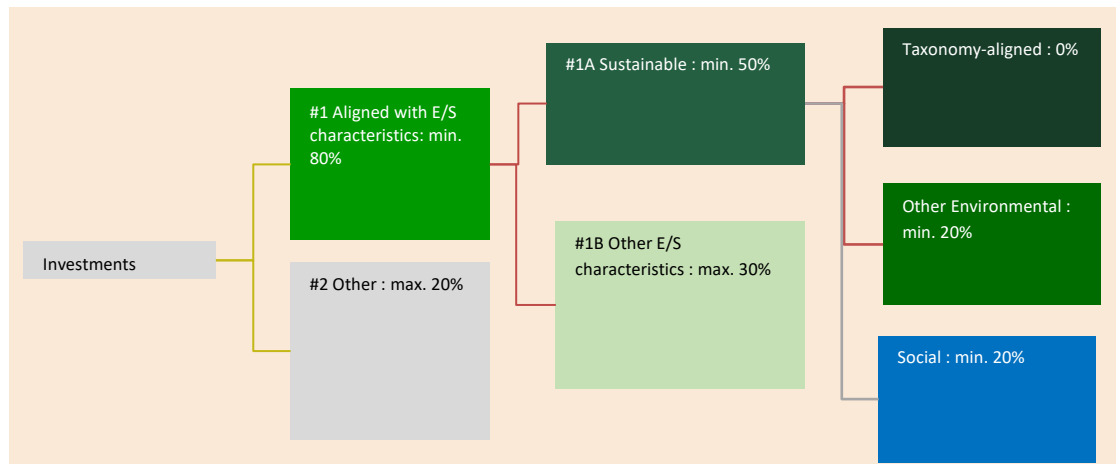 Investments
#1 Aligned with E/S
characteristics: min.
80%
#2 Other : max. 20%
#1A Sustainable : min. 50%
#1B Other E/S
characteristics : max. 30%
Taxonomy-aligned : 0%
Other Environmental :
min. 20%
Social : min. 20%